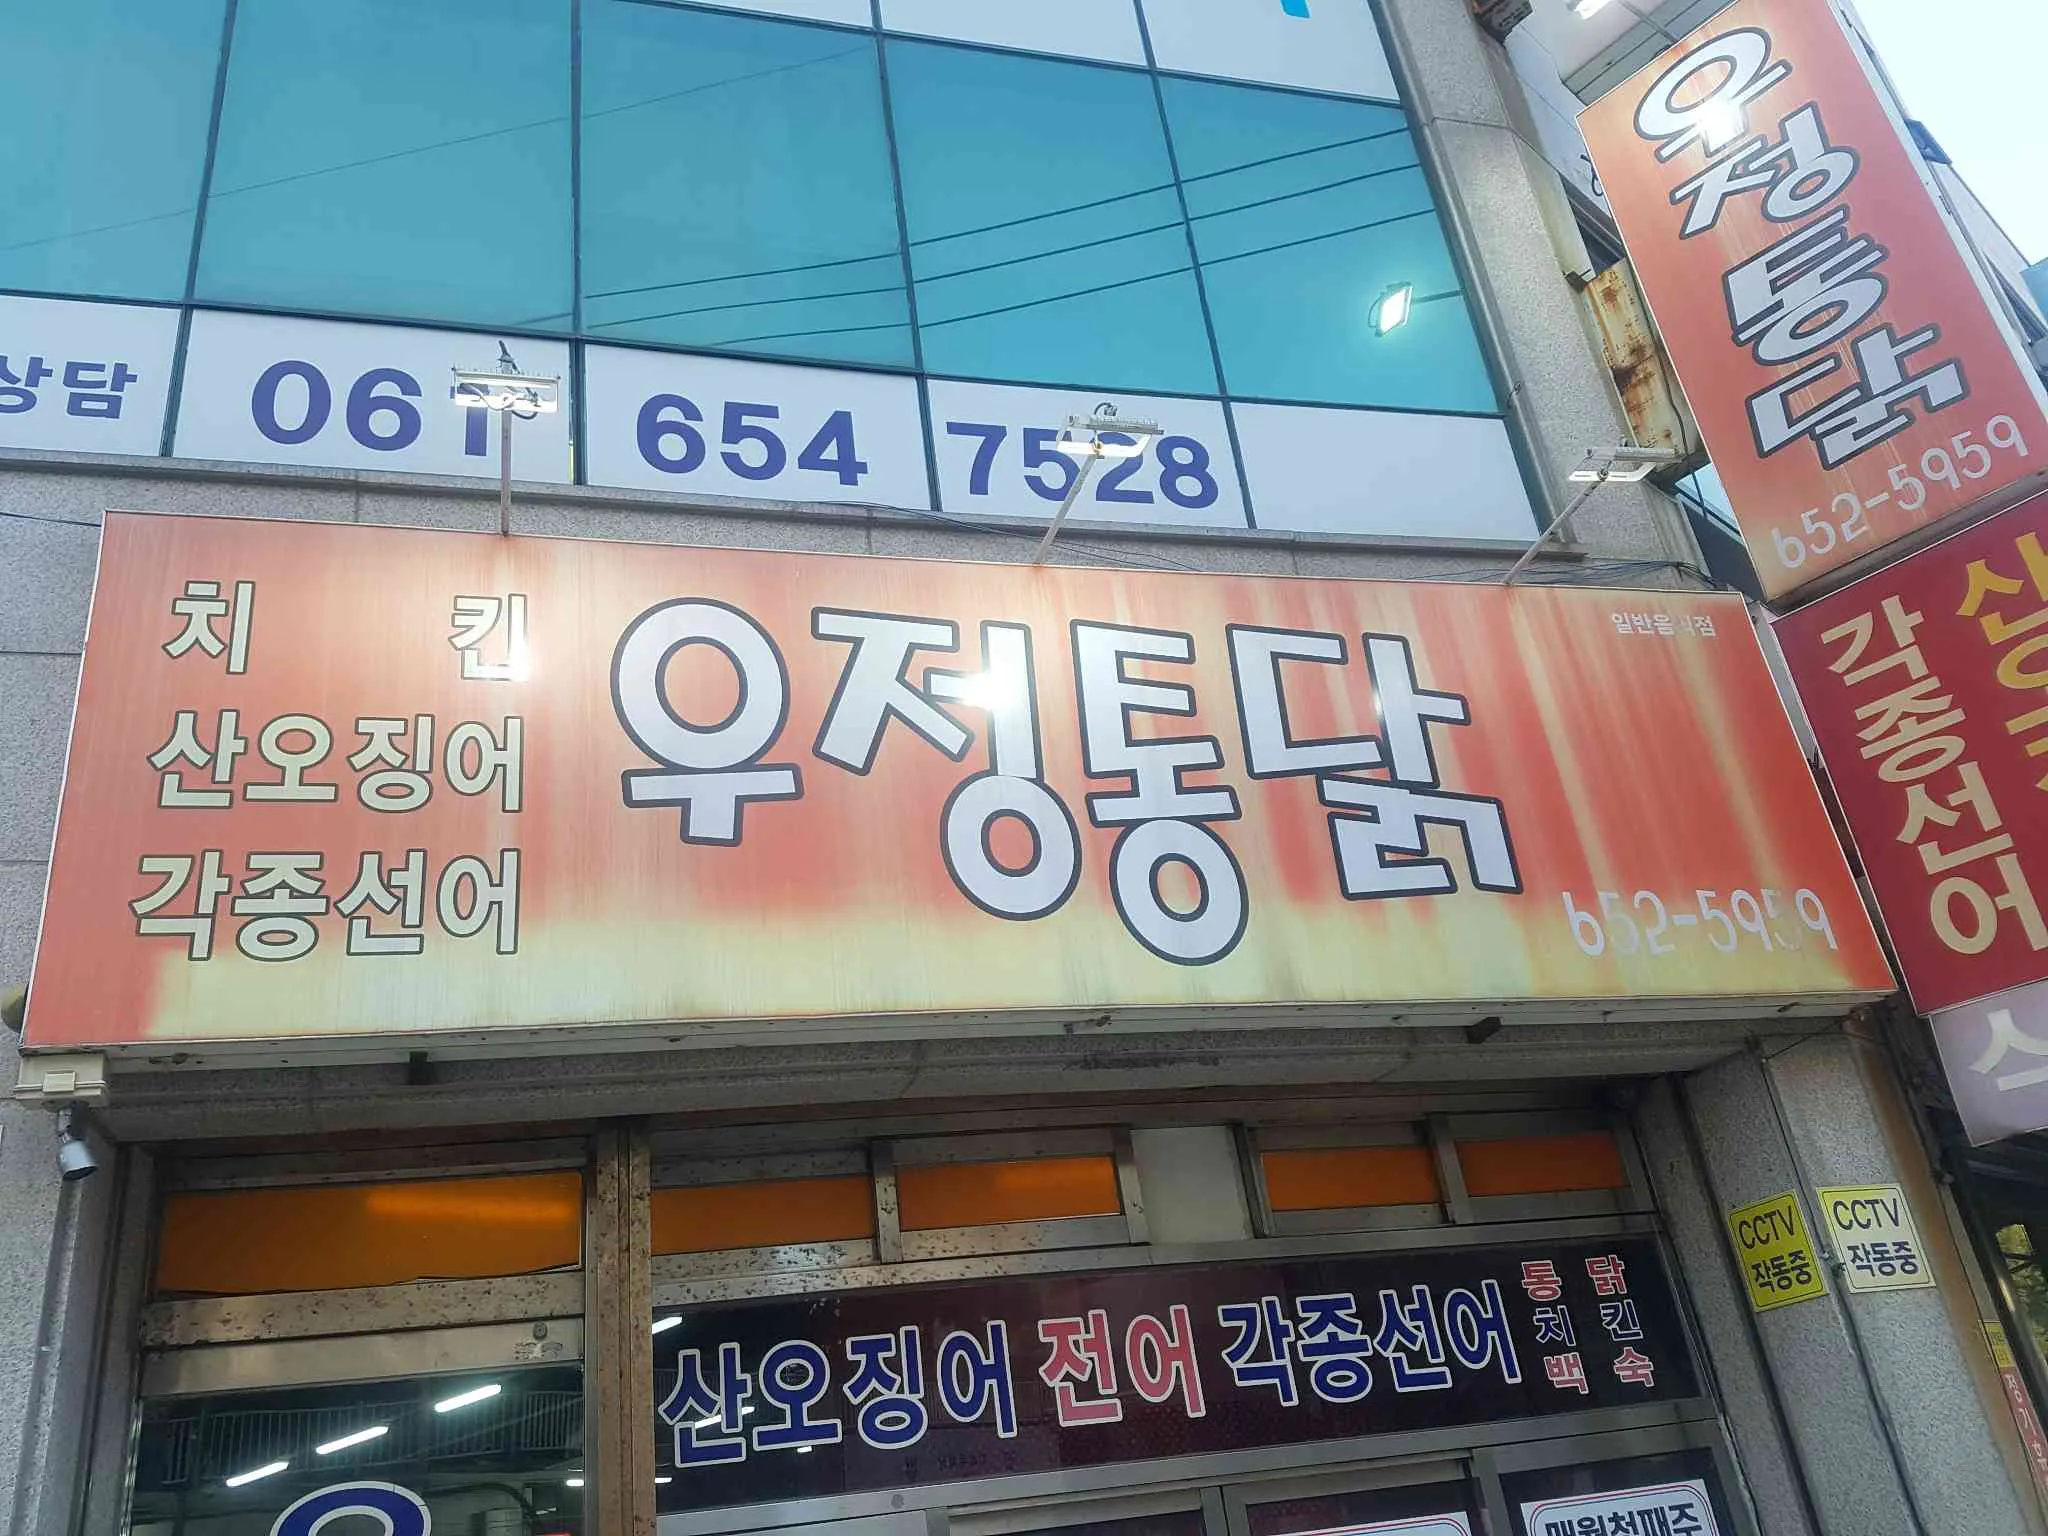 상담 061 654 7528
우정통닭
652-5959
치킨
산오징어
각종선어
우정통닭
일반음식점
652-5959
각종선어
산오징어 전어 각종선어
통닭
치킨
백숙
CCTV
작동중
CCTV
작동중